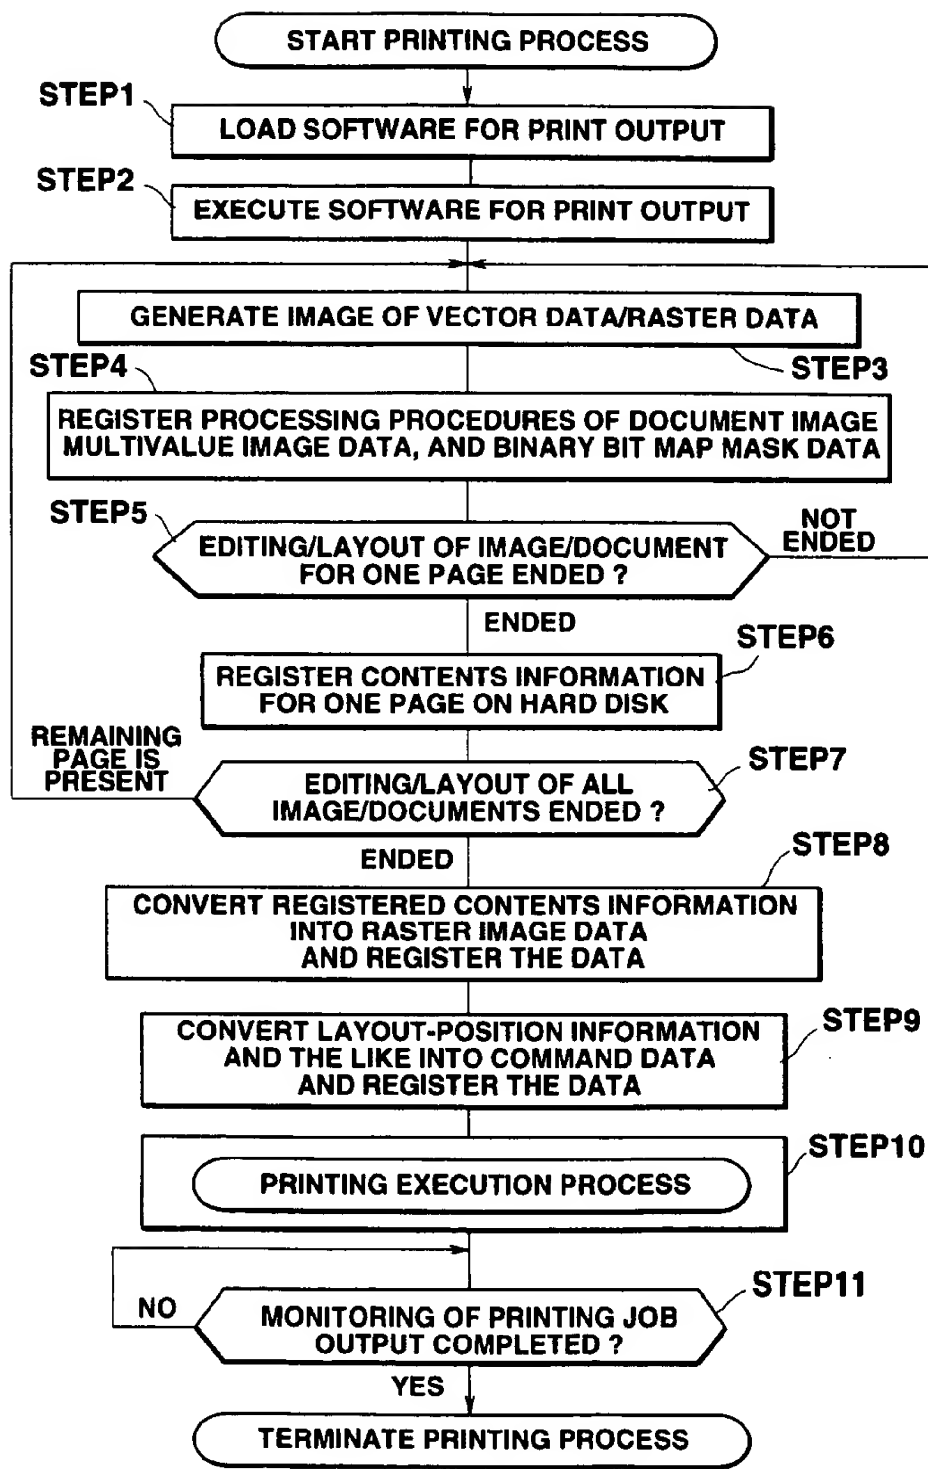 START PRINTING PROCESS
STEP1
LOAD SOFTWARE FOR PRINT OUTPUT
STEP2
EXECUTE SOFTWARE FOR PRINT OUTPUT
GENERATE IMAGE OF VECTOR DATA/RASTER DATA
STEP3
STEP4
REGISTER PROCESSING PROCEDURES OF DOCUMENT IMAGE
MULTIVALUE IMAGE DATA, AND BINARY BIT MAP MASK DATA
STEP5
EDITING/LAYOUT OF IMAGE/DOCUMENT
FOR ONE PAGE ENDED ?
NOT
ENDED
ENDED
STEP6
REGISTER CONTENTS INFORMATION
FOR ONE PAGE ON HARD DISK
REMAINING
PAGE IS
PRESENT
STEP7
EDITING/LAYOUT OF ALL
IMAGE/DOCUMENTS ENDED ?
ENDED
STEP8
CONVERT REGISTERED CONTENTS INFORMATION
INTO RASTER IMAGE DATA
AND REGISTER THE DATA
STEP9
CONVERT LAYOUT-POSITION INFORMATION
AND THE LIKE INTO COMMAND DATA
AND REGISTER THE DATA
STEP10
PRINTING EXECUTION PROCESS
STEP11
NO
MONITORING OF PRINTING JOB
OUTPUT COMPLETED ?
YES
TERMINATE PRINTING PROCESS